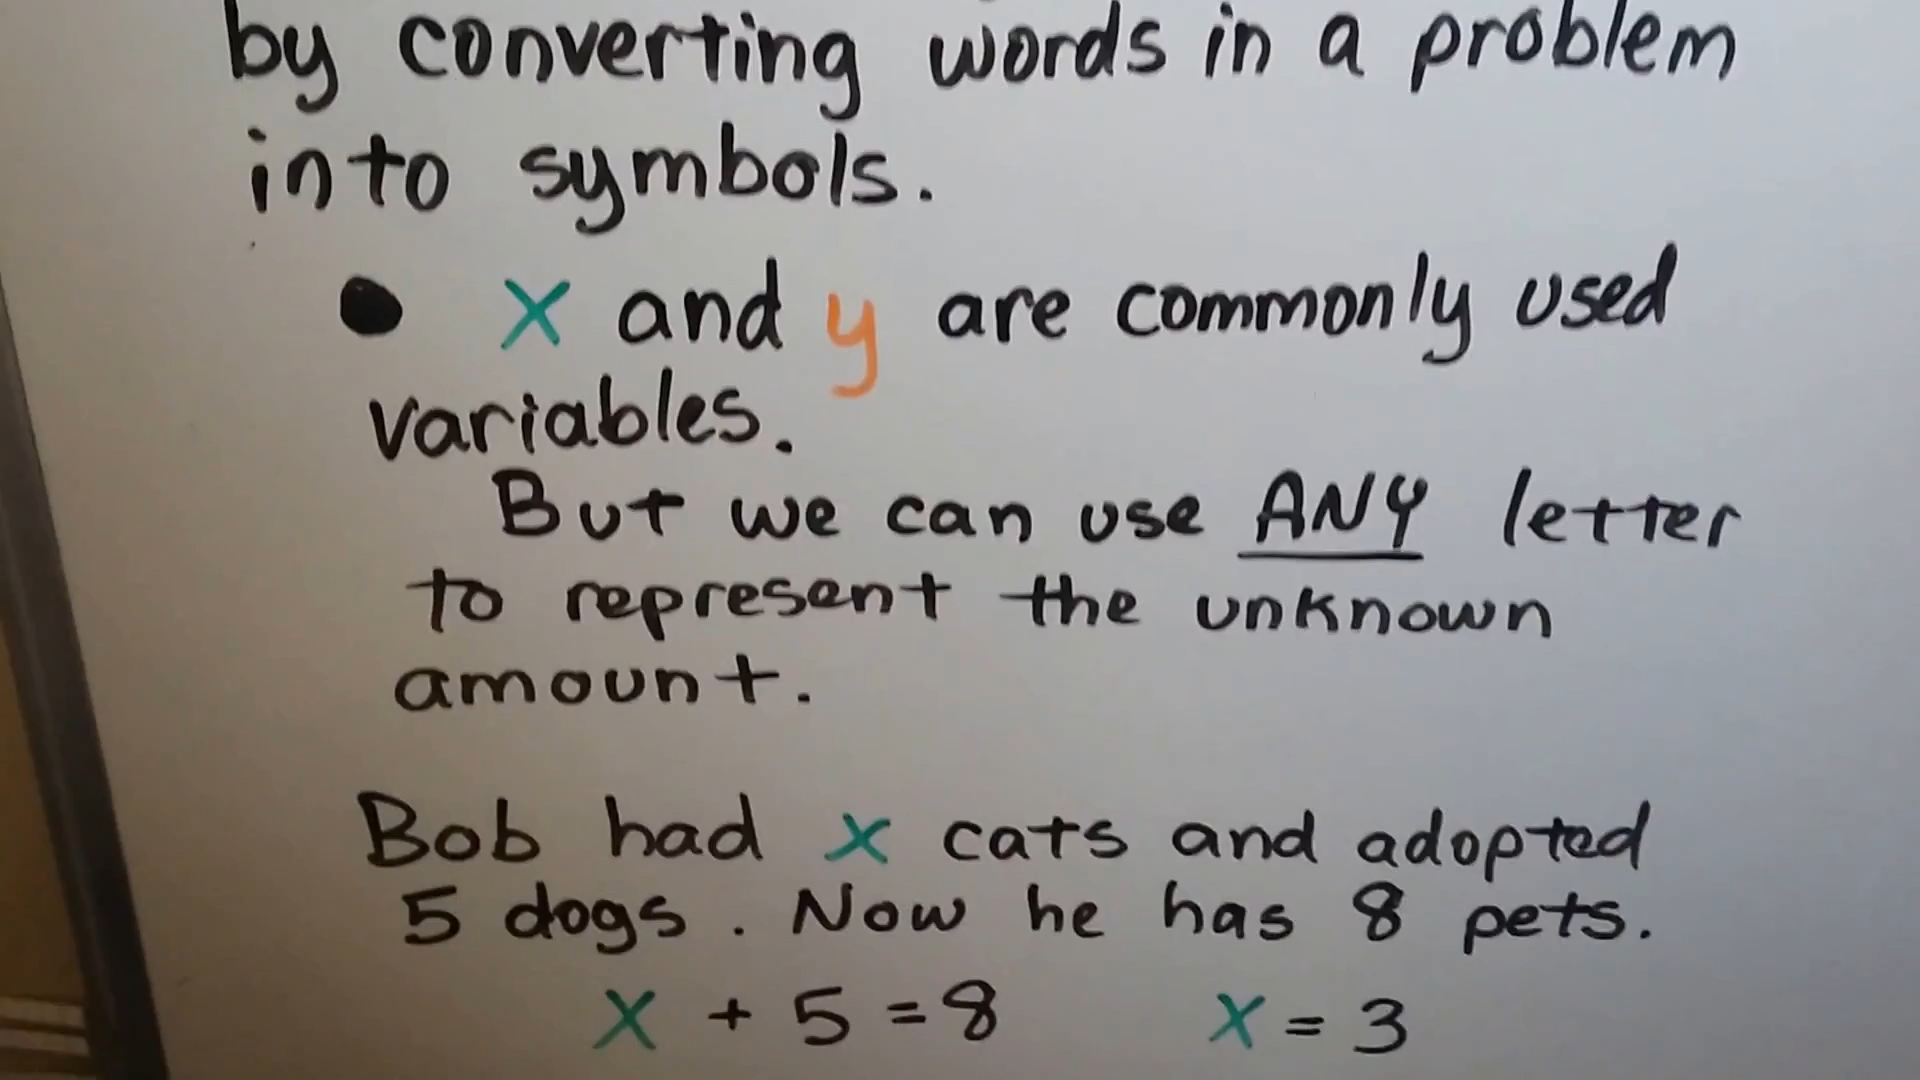 by converting words in a problem
into symbols.
● x and y are commonly used
variables.
But we can use ANY letter
to represent the unknown
amount.
Bob had x cats and adopted
5 dogs. Now he has 8 pets.
x + 5 = 8 x = 3